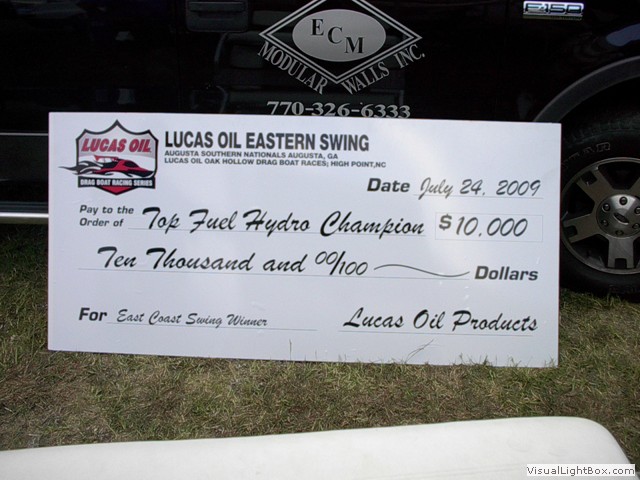 F-150
ECM
MODULAR WALLS INC.
770-326-6333
LUCAS OIL
DRAG BOAT RACING SERIES
LUCAS OIL EASTERN SWING
AUGUSTA SOUTHERN NATIONALS AUGUSTA, GA
LUCAS OIL OAK HOLLOW DRAG BOAT RACES; HIGH POINT,NC
Date July 24, 2009
Pay to the
Order of Top Fuel Hydro Champion $10,000
Ten Thousand and 00/100 Dollars
For East Coast Swing Winner Lucas Oil Products
VisualLightBox.com